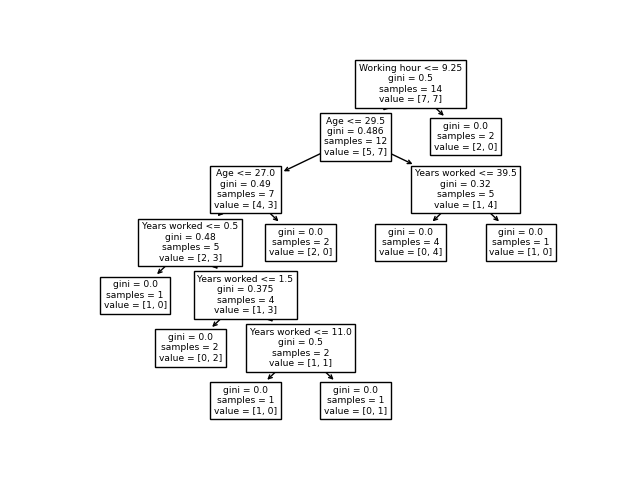 Working hour <= 9.25
gini = 0.5
samples = 14
value = [7, 7]
Age <= 29.5
gini = 0.486
samples = 12
value = [5, 7]
gini = 0.0
samples = 2
value = [2, 0]
Age <= 27.0
gini = 0.49
samples = 7
value = [4, 3]
Years worked <= 39.5
gini = 0.32
samples = 5
value = [1, 4]
Years worked <= 0.5
gini = 0.48
samples = 5
value = [2, 3]
gini = 0.0
samples = 2
value = [2, 0]
gini = 0.0
samples = 4
value = [0, 4]
gini = 0.0
samples = 1
value = [1, 0]
gini = 0.0
samples = 1
value = [1, 0]
Years worked <= 1.5
gini = 0.375
samples = 4
value = [1, 3]
gini = 0.0
samples = 2
value = [0, 2]
Years worked <= 11.0
gini = 0.5
samples = 2
value = [1, 1]
gini = 0.0
samples = 1
value = [1, 0]
gini = 0.0
samples = 1
value = [0, 1]